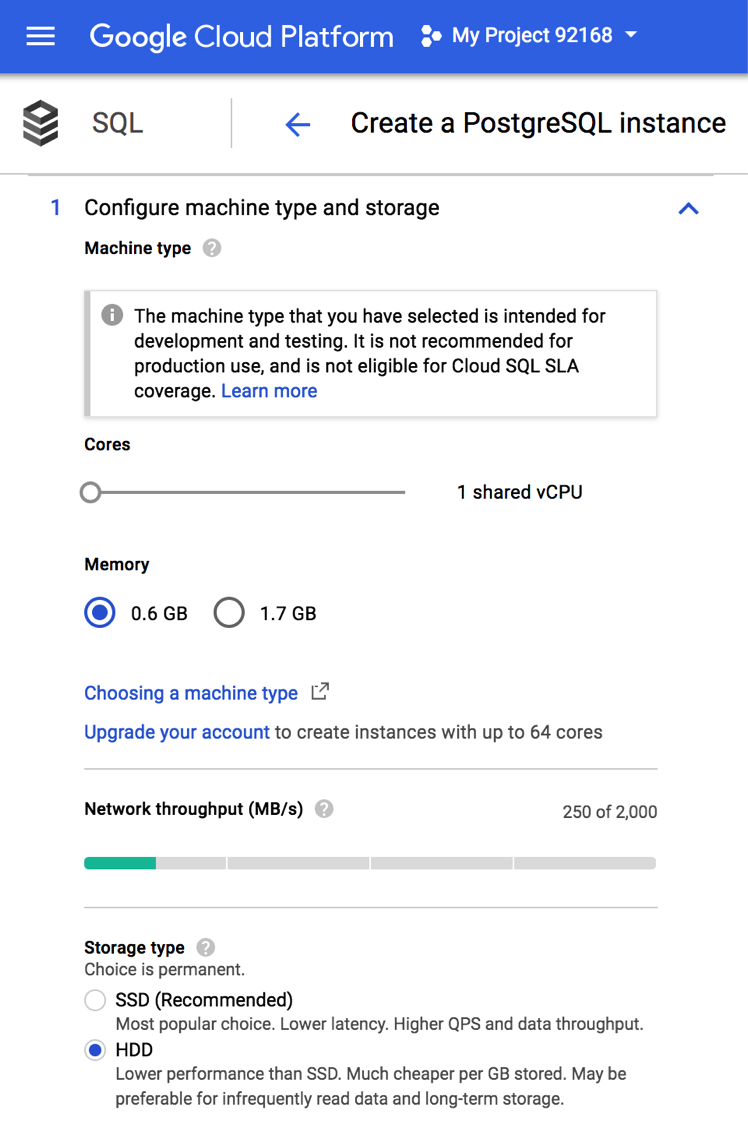 Google Cloud Platform My Project 92168
SQL Create a PostgreSQL instance
1 Configure machine type and storage
Machine type
The machine type that you have selected is intended for
development and testing. It is not recommended for
production use, and is not eligible for Cloud SQL SLA
coverage. Learn more
Cores
1 shared vCPU
Memory
0.6 GB 1.7 GB
Choosing a machine type
Upgrade your account to create instances with up to 64 cores
Network throughput (MB/s) 250 of 2,000
Storage type
Choice is permanent.
SSD (Recommended)
Most popular choice. Lower latency. Higher QPS and data throughput.
HDD
Lower performance than SSD. Much cheaper per GB stored. May be
preferable for infrequently read data and long-term storage.